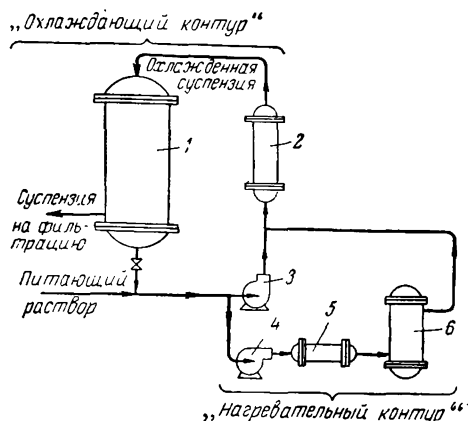 „Охлаждающий контур“
Охлажденная
суспензия
1
2
Суспензия
на филь-
трацию
Питающий
раствор
3
4
5
6
„Нагревательный контур“